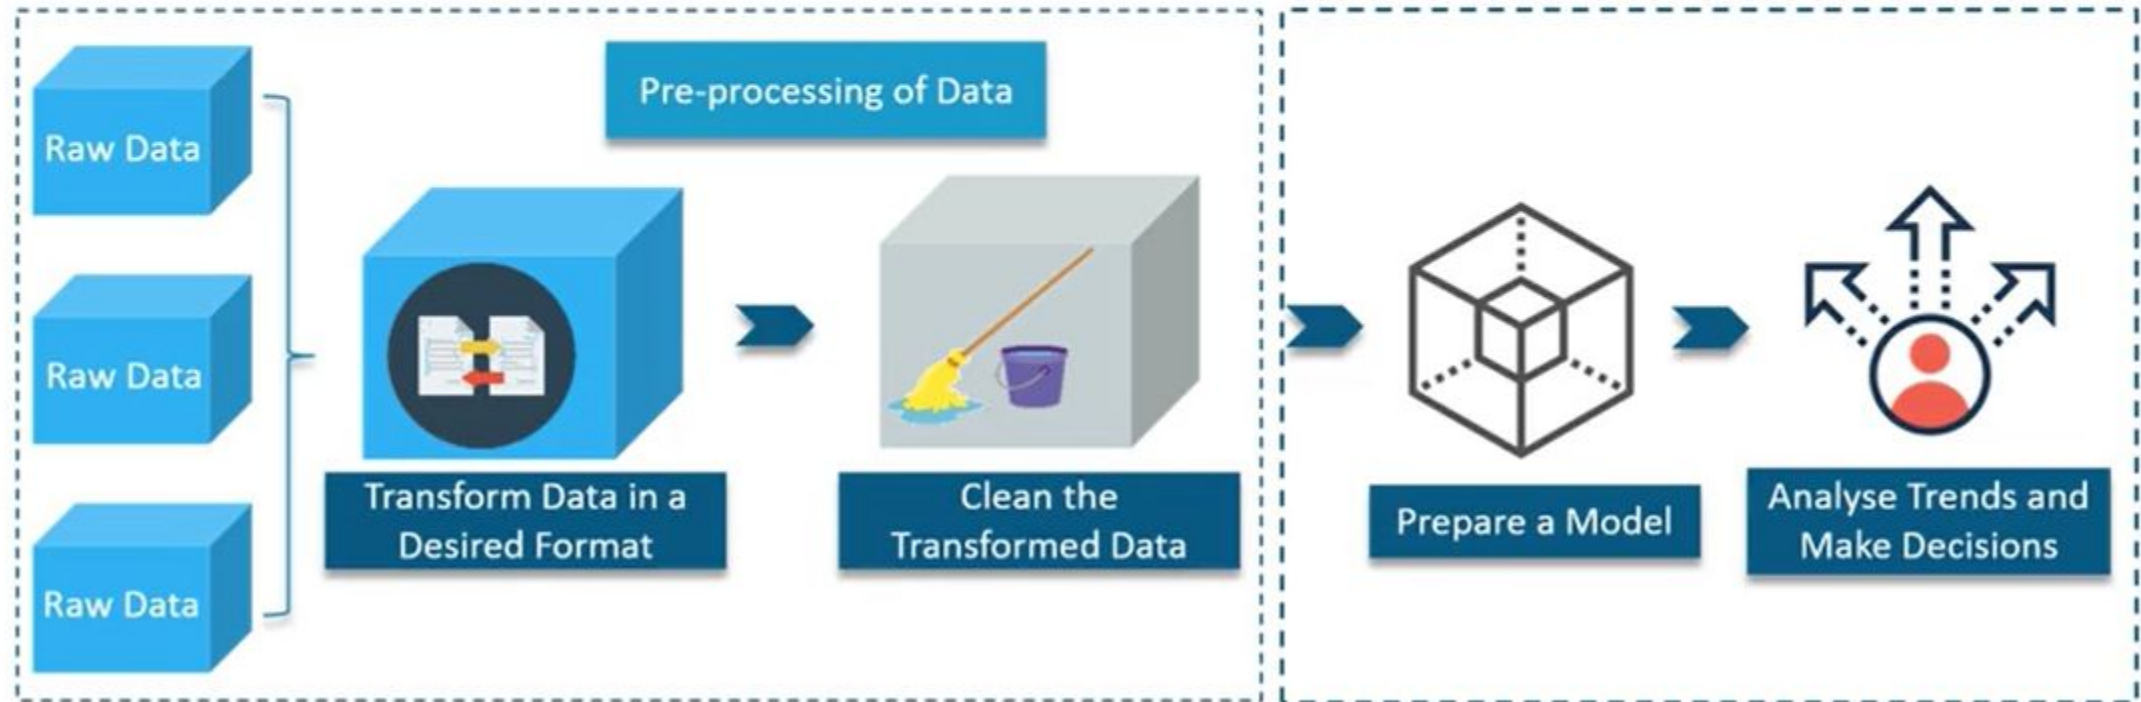 Pre-processing of Data
Raw Data
Raw Data
Raw Data
Transform Data in a
Desired Format
Clean the
Transformed Data
Prepare a Model
Analyse Trends and
Make Decisions